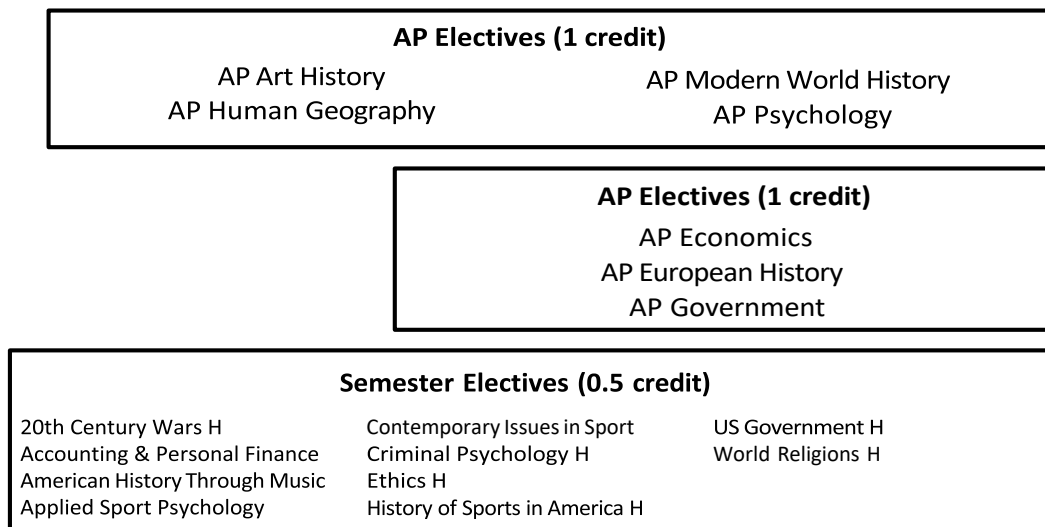 AP Electives (1 credit)
AP Art History
AP Human Geography
AP Modern World History
AP Psychology
AP Electives (1 credit)
AP Economics
AP European History
AP Government
Semester Electives (0.5 credit)
20th Century Wars H
Accounting & Personal Finance
American History Through Music
Applied Sport Psychology
Contemporary Issues in Sport
Criminal Psychology H
Ethics H
History of Sports in America H
US Government H
World Religions H